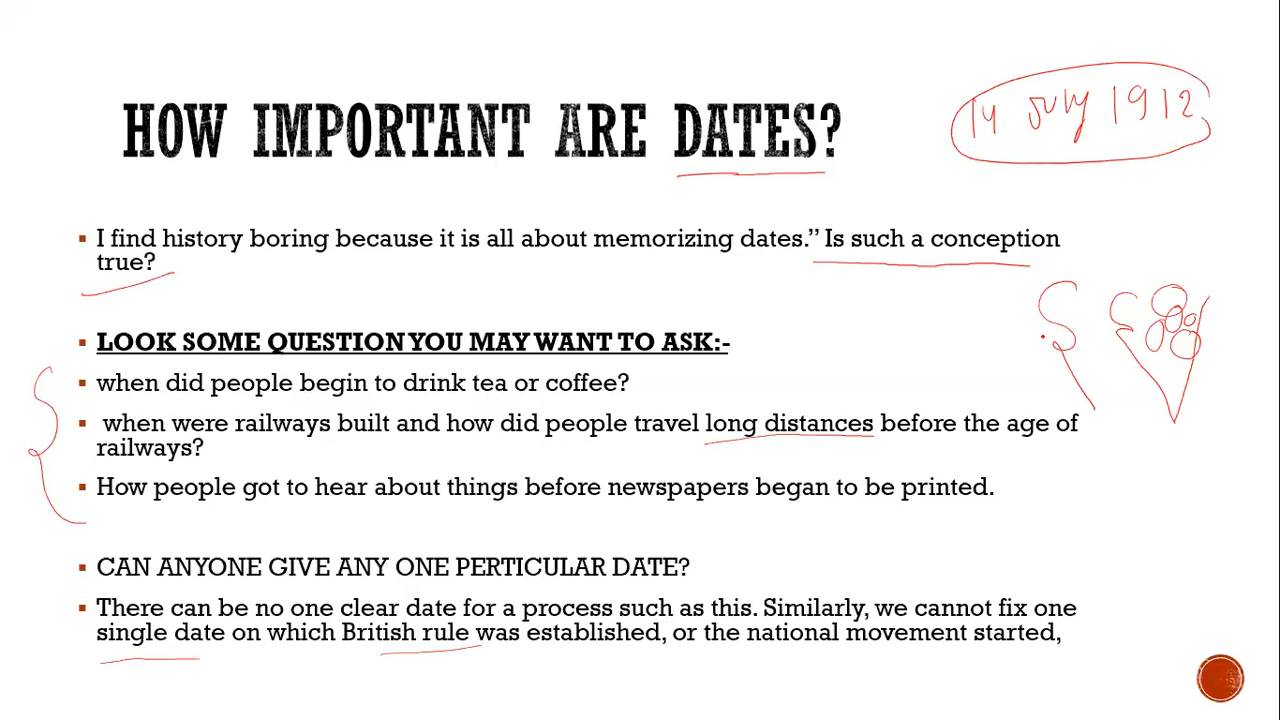 HOW IMPORTANT ARE DATES?
14 July 1912
I find history boring because it is all about memorizing dates.” Is such a conception
true?
LOOK SOME QUESTION YOU MAY WANT TO ASK:-
when did people begin to drink tea or coffee?
when were railways built and how did people travel long distances before the age of
railways?
How people got to hear about things before newspapers began to be printed.
CAN ANYONE GIVE ANY ONE PERTICULAR DATE?
There can be no one clear date for a process such as this. Similarly, we cannot fix one
single date on which British rule was established, or the national movement started,